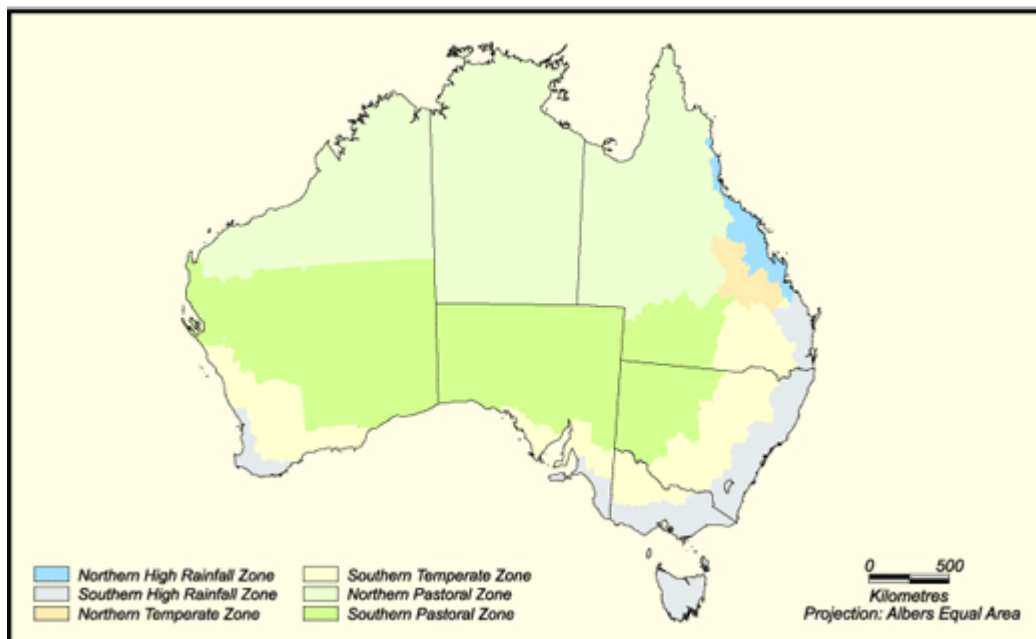 Northern High Rainfall Zone
Southern High Rainfall Zone
Northern Temperate Zone
Southern Temperate Zone
Northern Pastoral Zone
Southern Pastoral Zone
0 500
Kilometres
Projection: Albers Equal Area